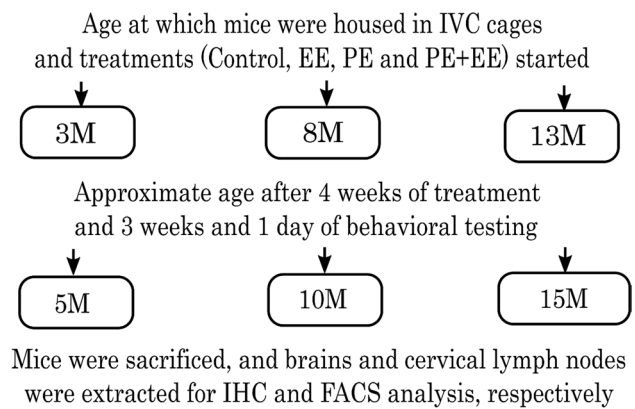 Age at which mice were housed in IVC cages
and treatments (Control, EE, PE and PE+EE) started
3M 8M 13M
Approximate age after 4 weeks of treatment
and 3 weeks and 1 day of behavioral testing
5M 10M 15M
Mice were sacrificed, and brains and cervical lymph nodes
were extracted for IHC and FACS analysis, respectively